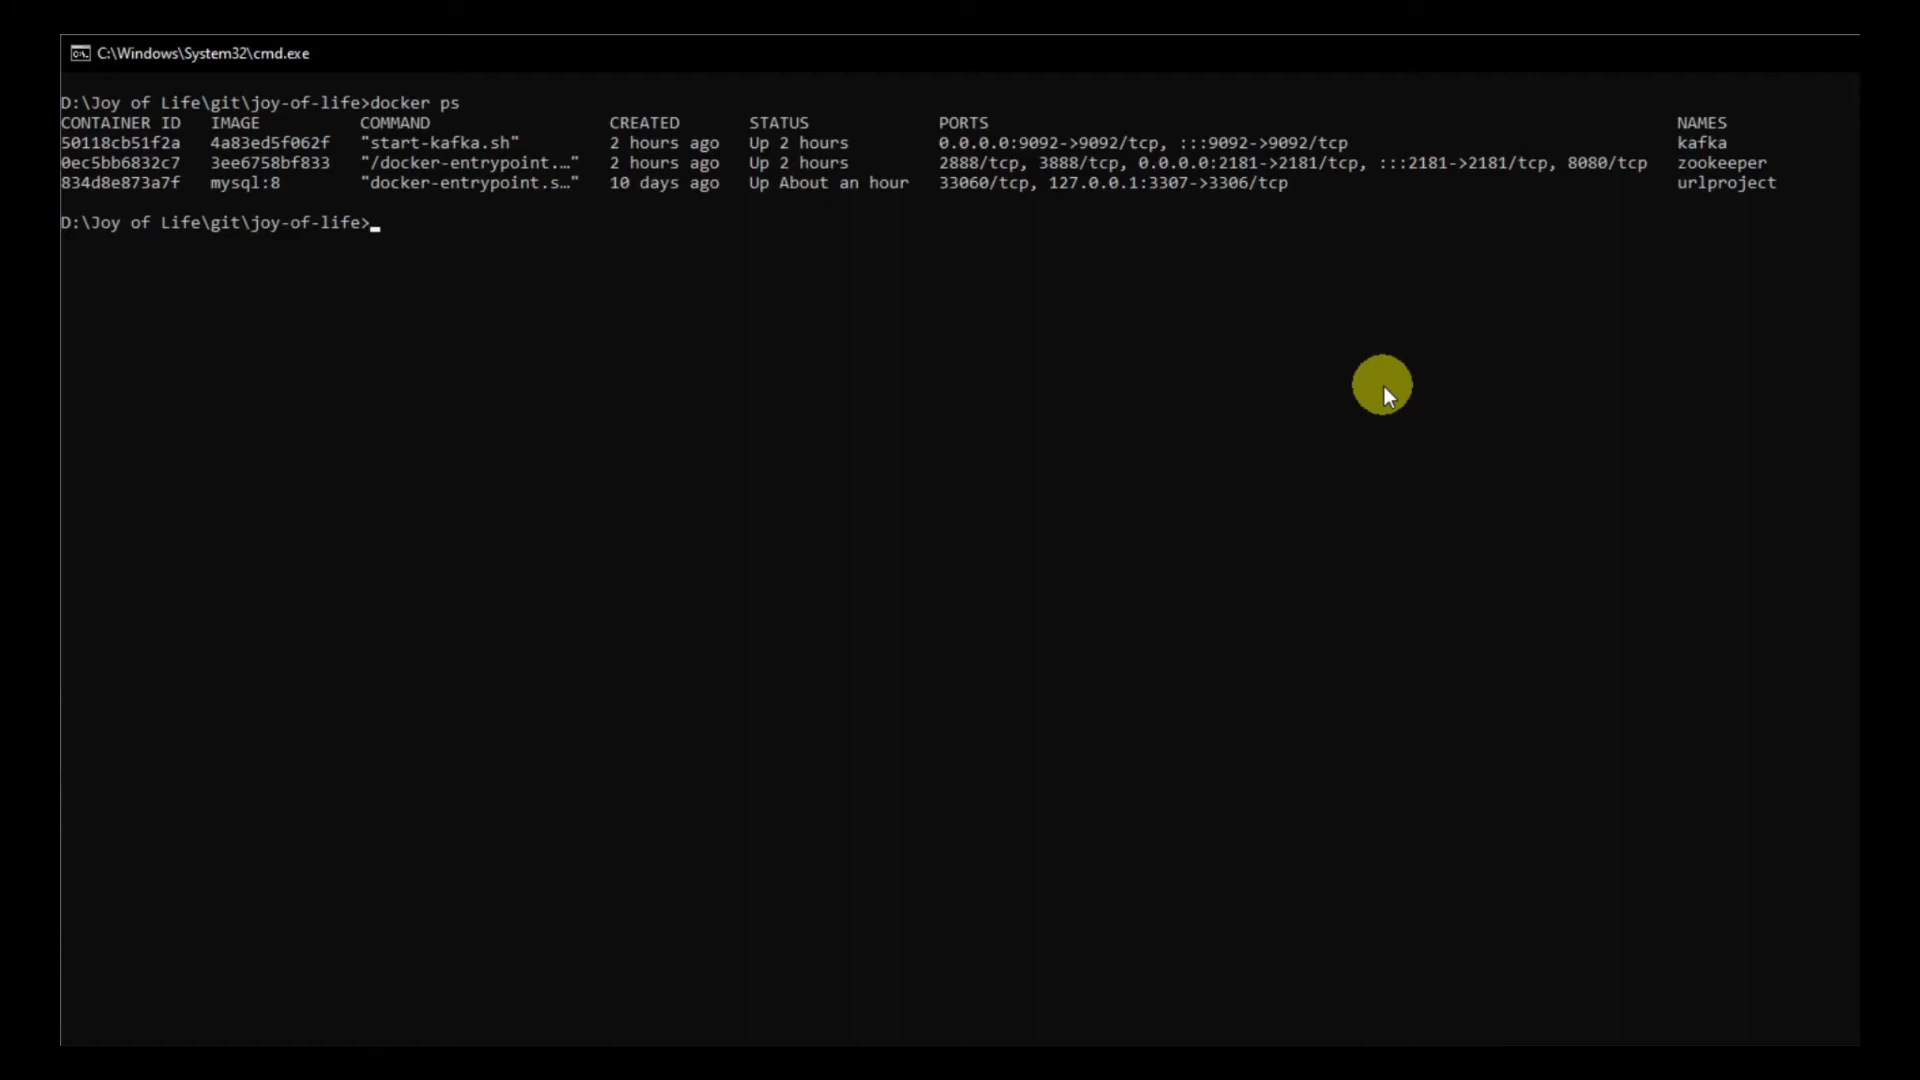 C:\Windows\System32\cmd.exe
D:\Joy of Life\git\joy-of-life>docker ps
CONTAINER ID   IMAGE          COMMAND                  CREATED       STATUS             PORTS                                                                   NAMES
50118cb51f2a   4a83ed5f062f   "start-kafka.sh"         2 hours ago   Up 2 hours         0.0.0.0:9092->9092/tcp, :::9092->9092/tcp                               kafka
0ec5bb6832c7   3ee6758bf833   "/docker-entrypoint.…"   2 hours ago   Up 2 hours         2888/tcp, 3888/tcp, 0.0.0.0:2181->2181/tcp, :::2181->2181/tcp, 8080/tcp   zookeeper
834d8e873a7f   mysql:8        "docker-entrypoint.s…"   10 days ago   Up About an hour   33060/tcp, 127.0.0.1:3307->3306/tcp                                     urlproject
D:\Joy of Life\git\joy-of-life>